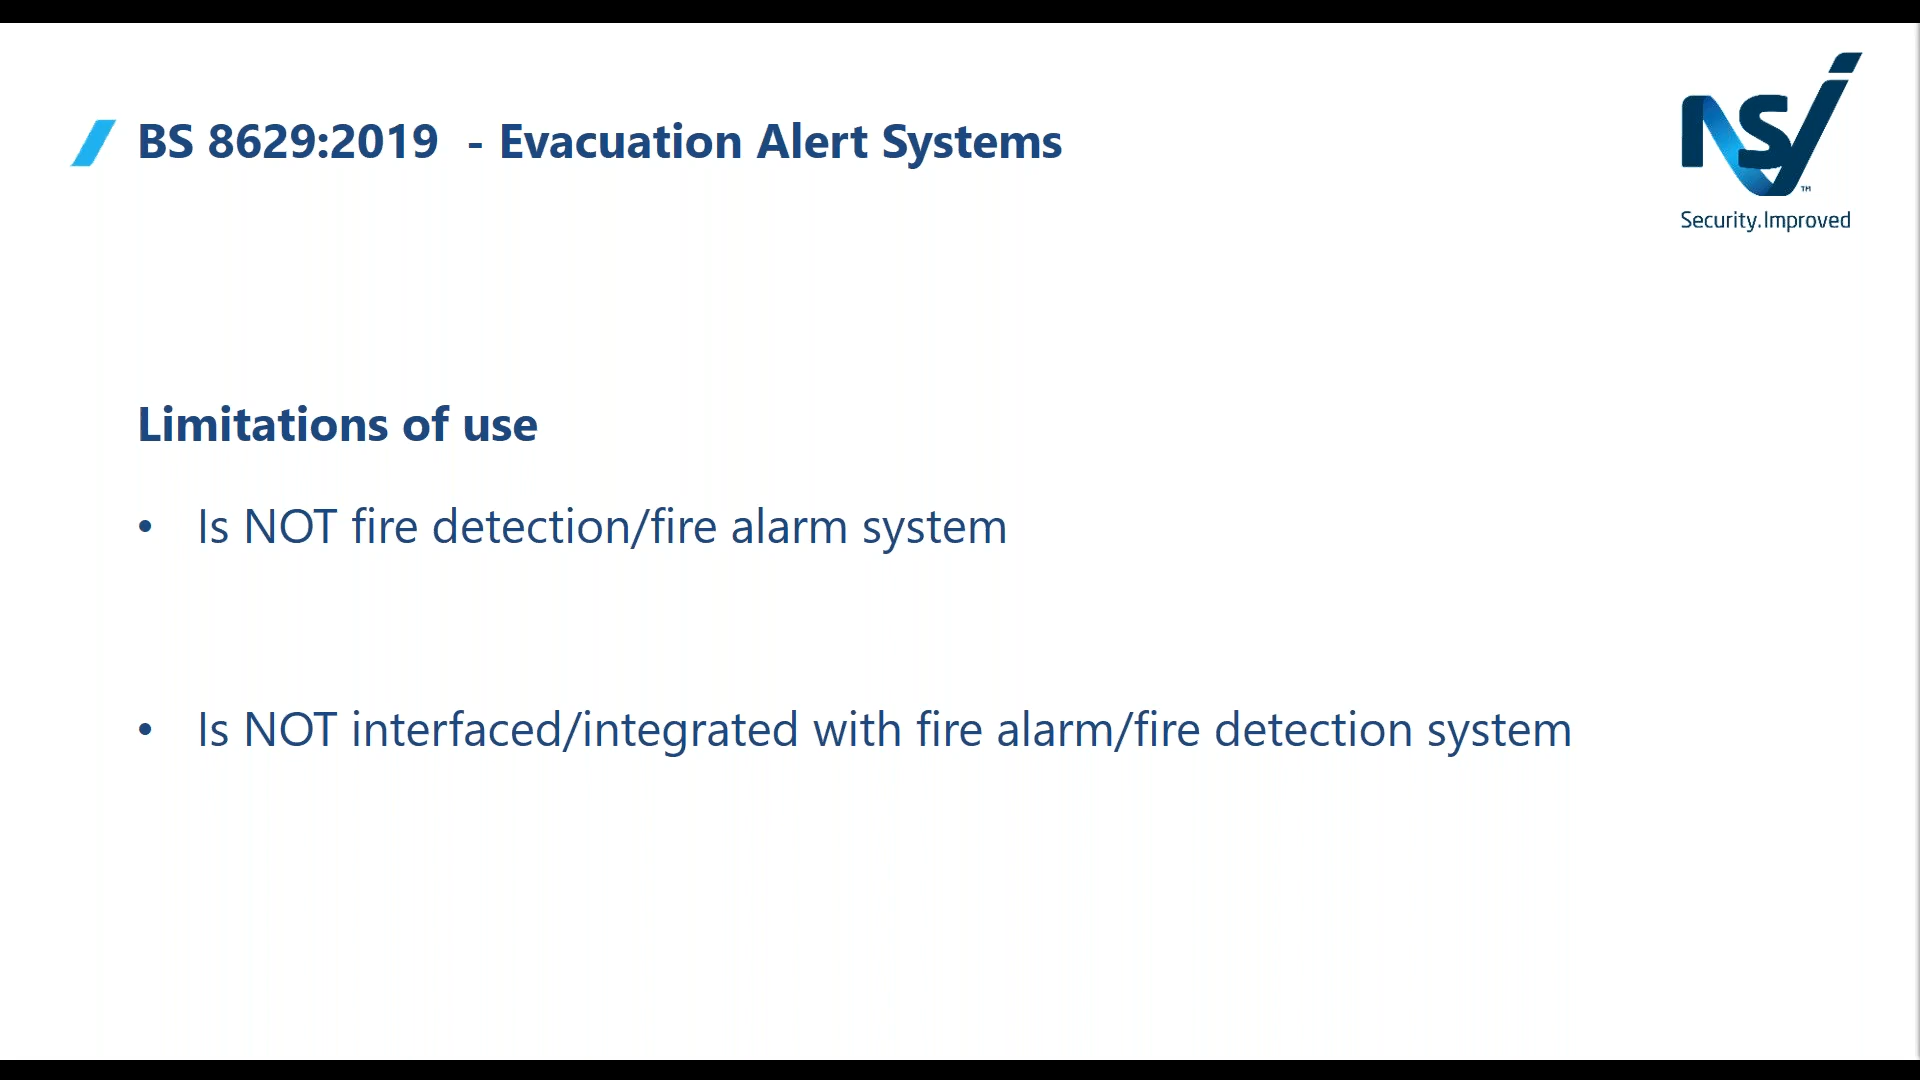 BS 8629:2019  - Evacuation Alert Systems
NSI
TM
Security.Improved
Limitations of use
• Is NOT fire detection/fire alarm system
• Is NOT interfaced/integrated with fire alarm/fire detection system